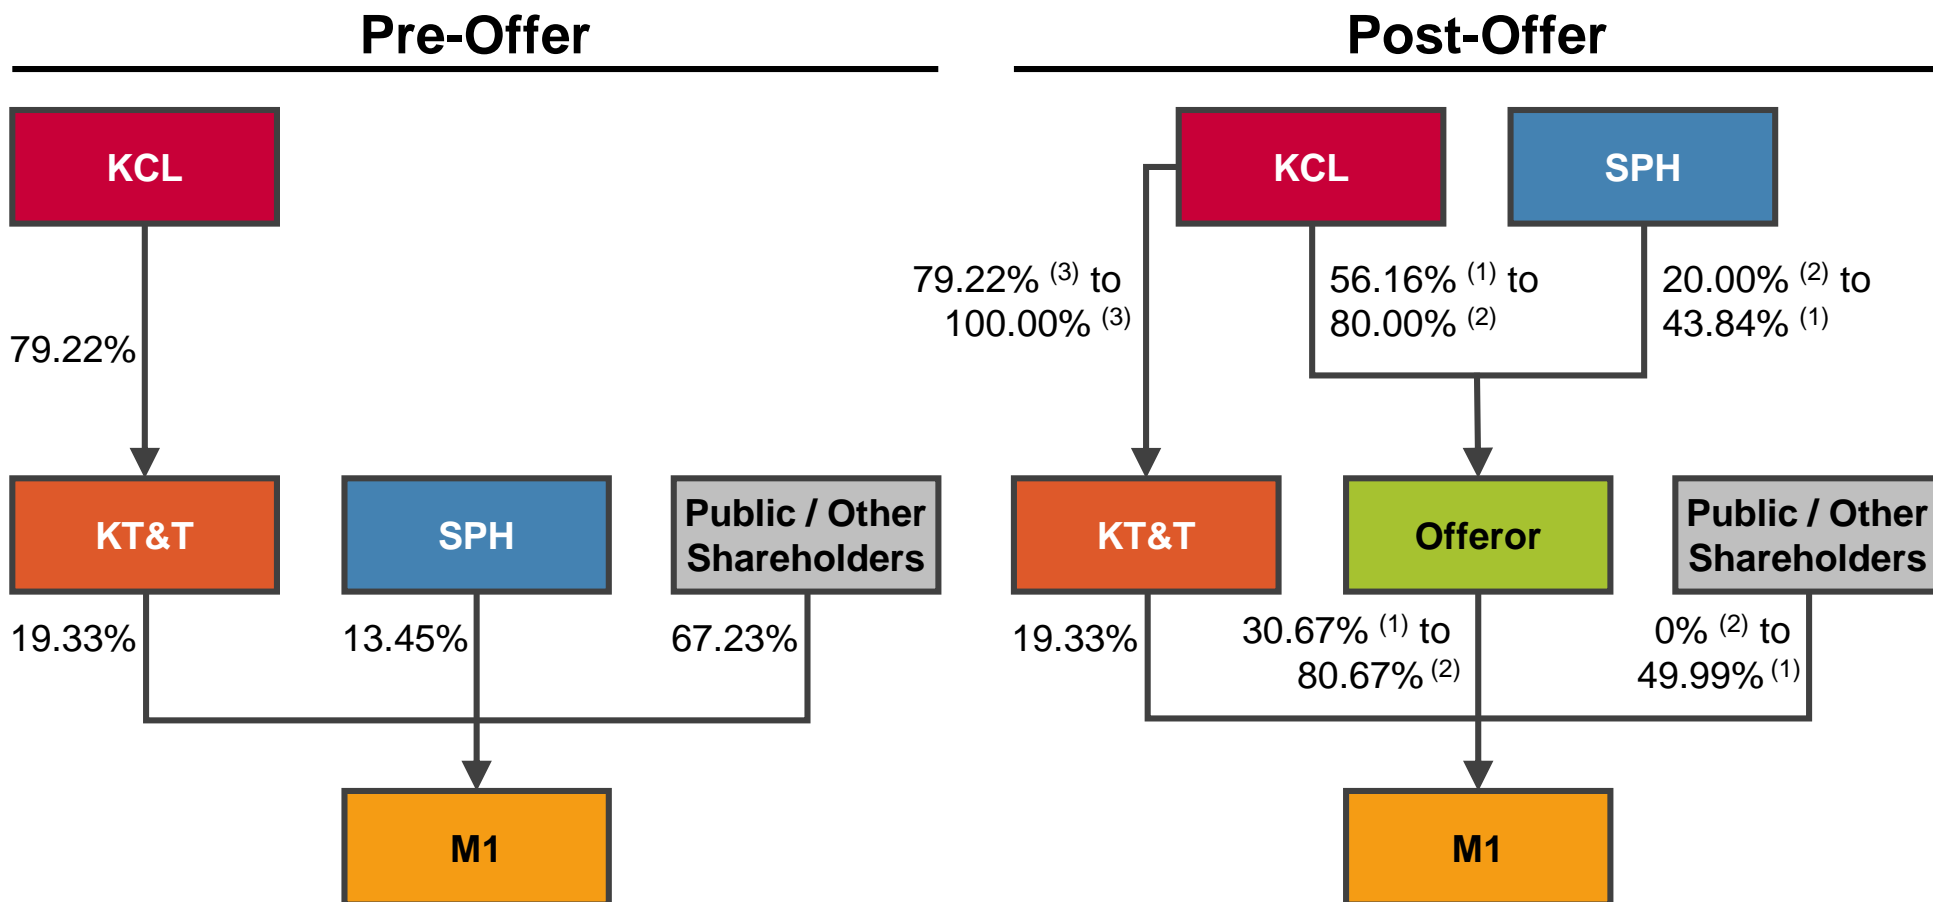 Pre-Offer
Post-Offer
KCL
KCL
SPH
79.22%
79.22% (3) to
100.00% (3)
56.16% (1) to
80.00% (2)
20.00% (2) to
43.84% (1)
KT&T
SPH
Public / Other
Shareholders
KT&T
Offeror
Public / Other
Shareholders
19.33%
13.45%
67.23%
19.33%
30.67% (1) to
80.67% (2)
0% (2) to
49.99% (1)
M1
M1